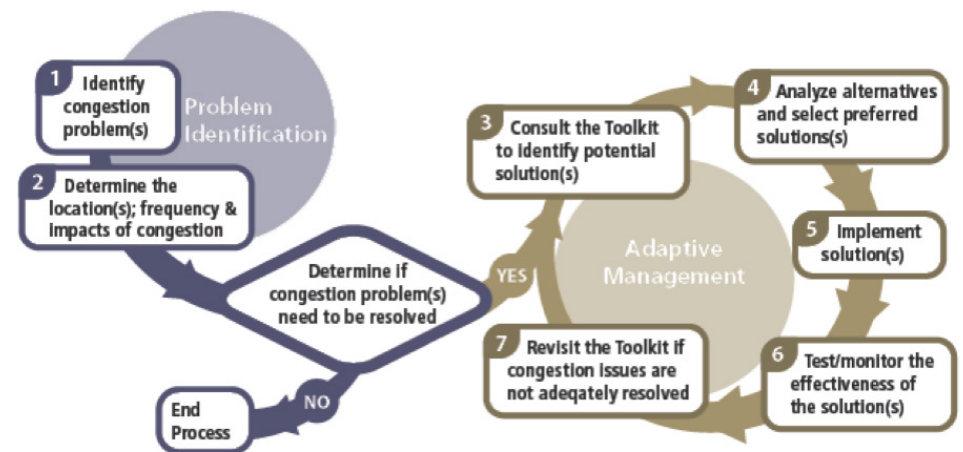 Problem
Identification
1
Identify
congestion
problem(s)
2
Determine the
location(s); frequency &
impacts of congestion
Determine if
congestion problem(s)
need to be resolved
NO
End
Process
YES
Adaptive
Management
3
Consult the Toolkit
to identify potential
solution(s)
4
Analyze alternatives
and select preferred
solutions(s)
5
Implement
solution(s)
6
Test/monitor the
effectiveness of
the solution(s)
7
Revisit the Toolkit if
congestion issues are
not adeqately resolved